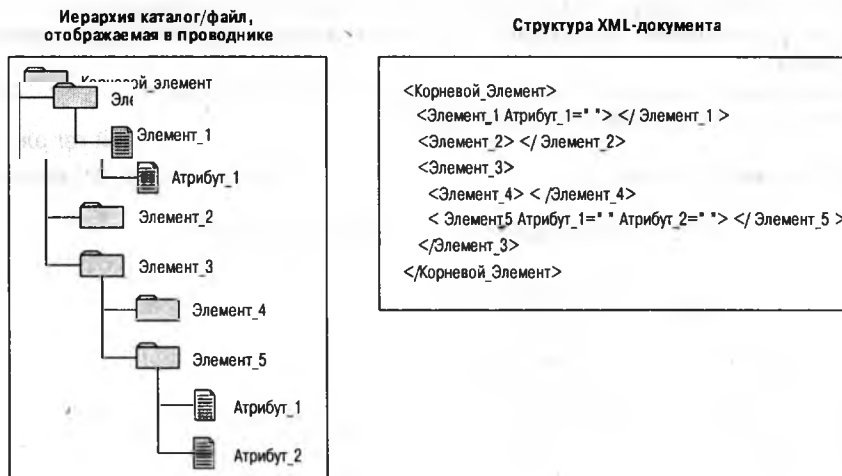 Иерархия каталог/файл,
отображаемая в проводнике
элемент
Элемент_1
Атрибут_1
Элемент_2
Элемент_3
Элемент_4
Элемент_5
Атрибут_1
Атрибут_2
Структура XML-документа
<Корневой_Элемент>
<Элемент_1 Атрибут_1=" "> </ Элемент_1 >
<Элемент_2> </ Элемент_2>
<Элемент_3>
<Элемент_4> < /Элемент_4>
< Элемент5 Атрибут_1=" " Атрибут_2=" "> </ Элемент_5 >
</Элемент_3>
</Корневой_Элемент>